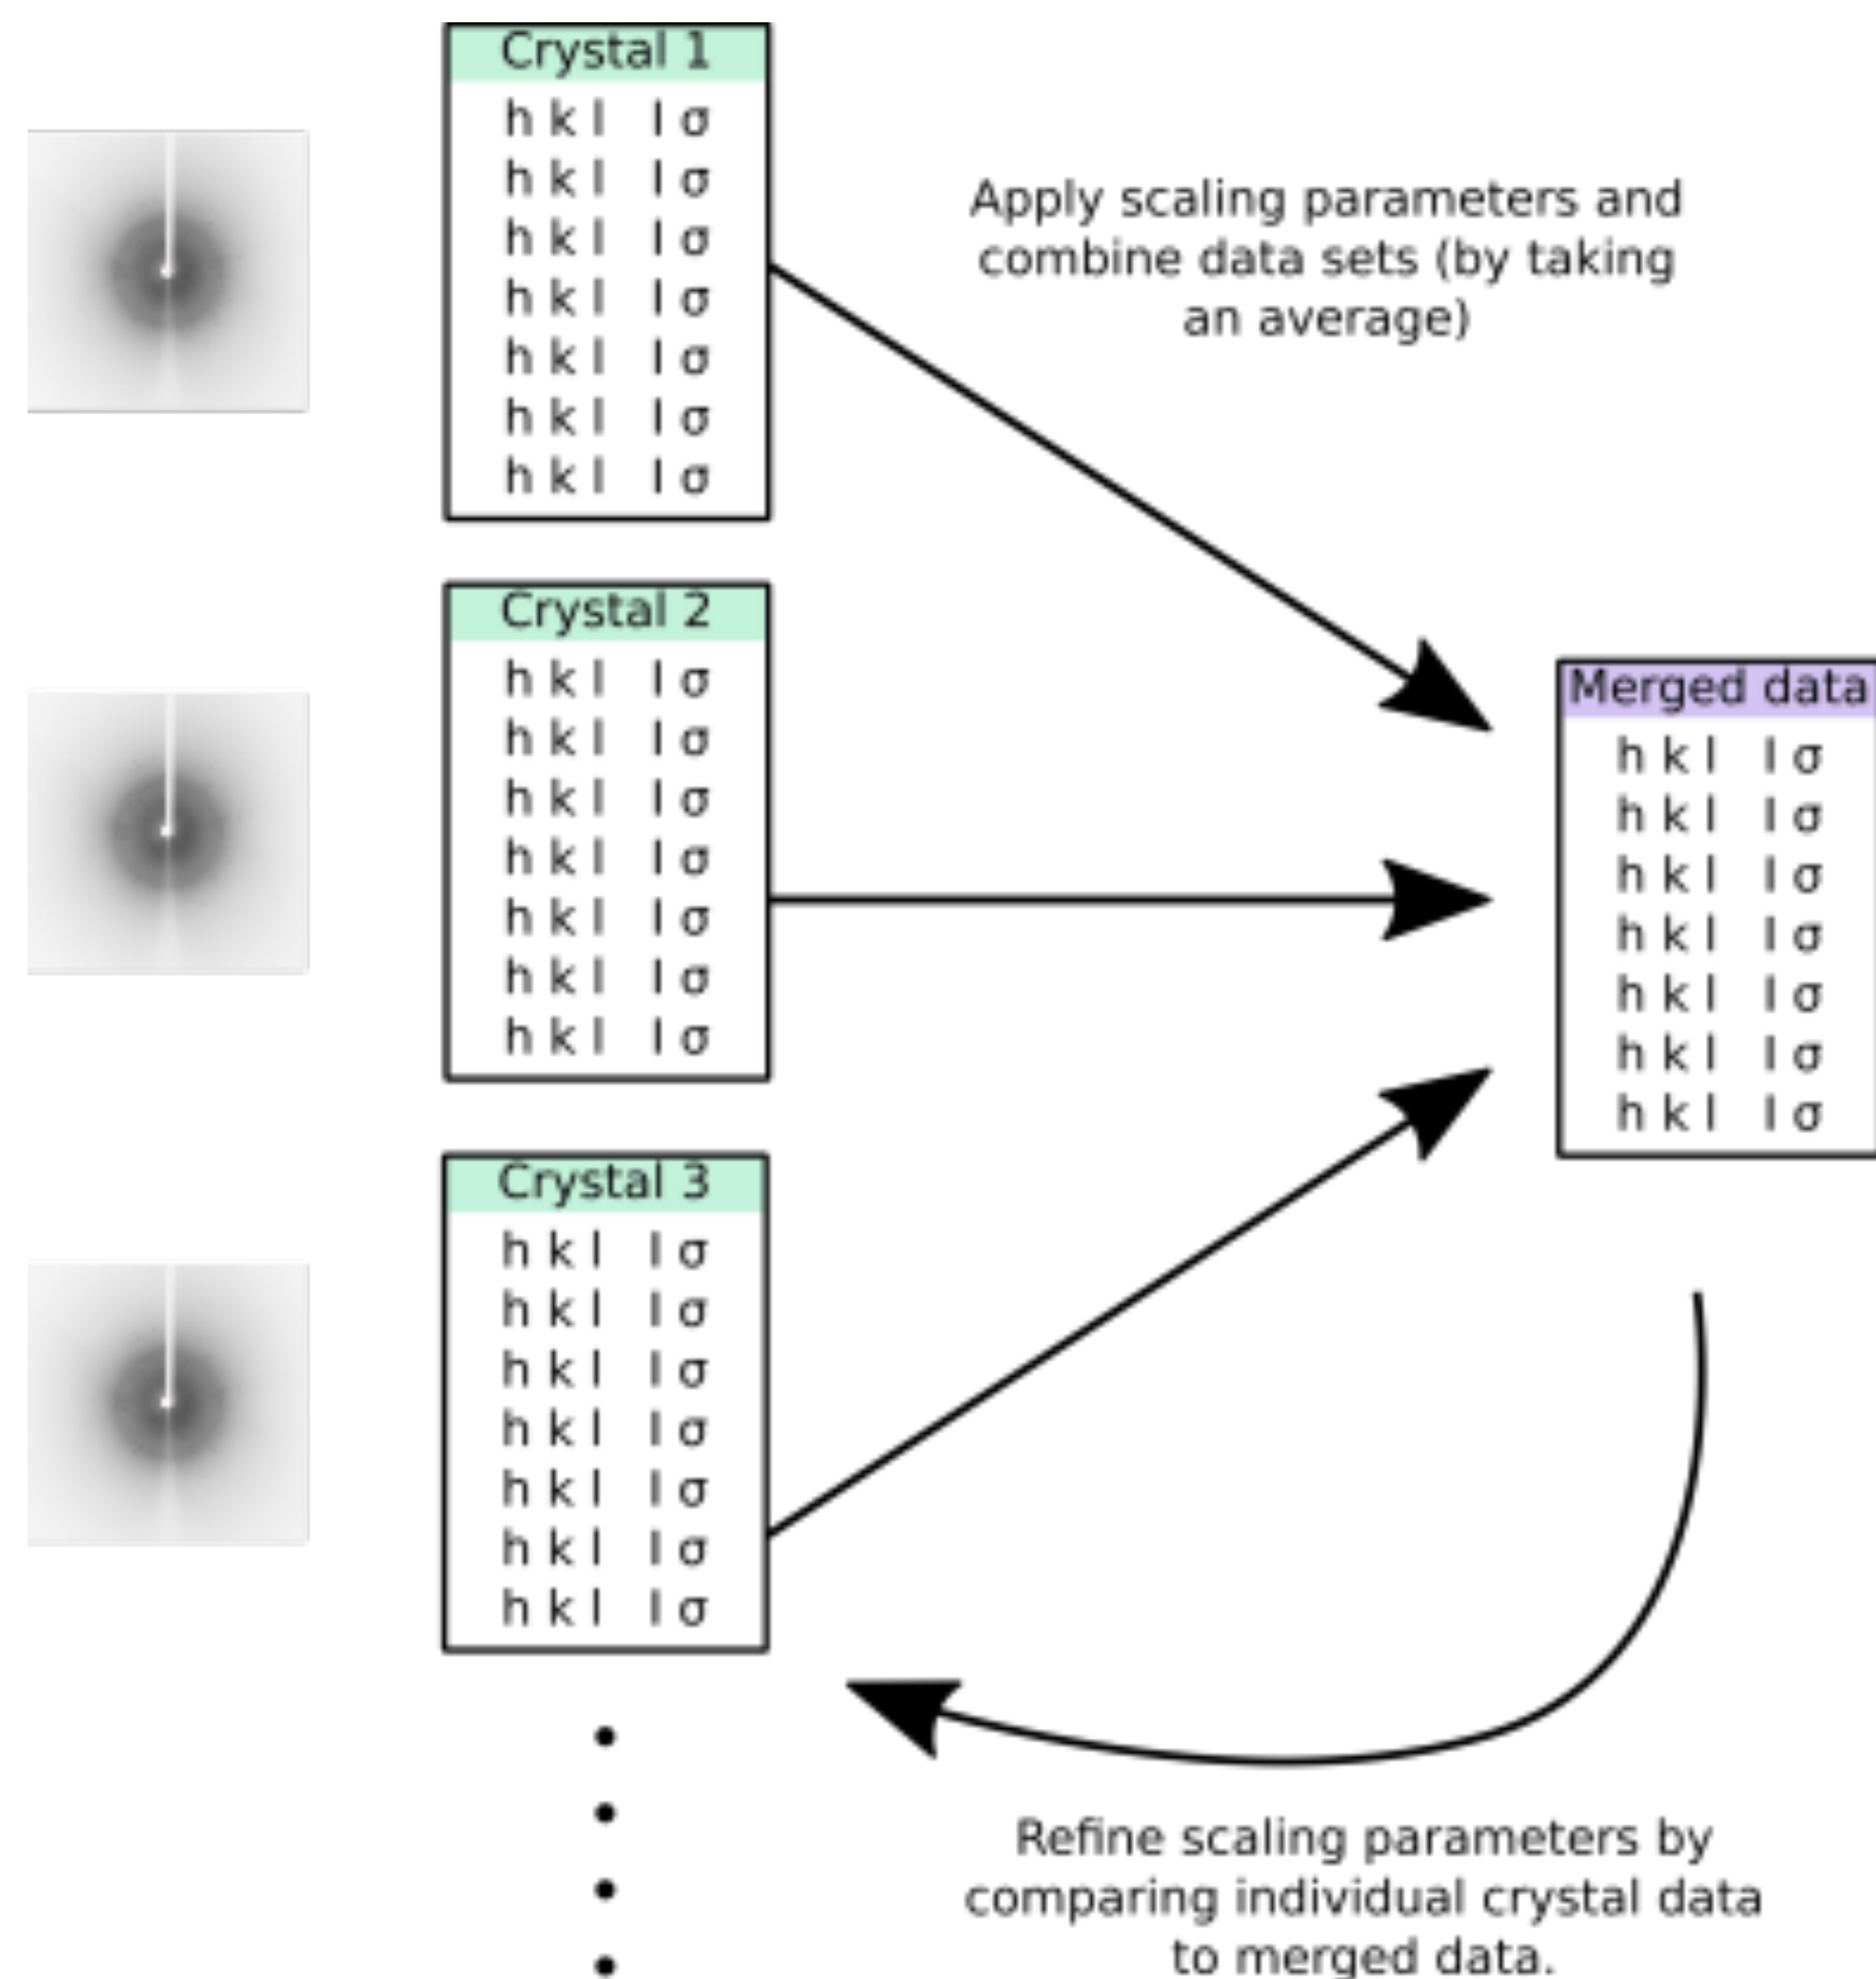 Crystal 1
h k l I σ
h k l I σ
h k l I σ
h k l I σ
h k l I σ
h k l I σ
h k l I σ
Apply scaling parameters and
combine data sets (by taking
an average)
Crystal 2
h k l I σ
h k l I σ
h k l I σ
h k l I σ
h k l I σ
h k l I σ
h k l I σ
Merged data
h k l I σ
h k l I σ
h k l I σ
h k l I σ
h k l I σ
h k l I σ
h k l I σ
Crystal 3
h k l I σ
h k l I σ
h k l I σ
h k l I σ
h k l I σ
h k l I σ
h k l I σ
Refine scaling parameters by
comparing individual crystal data
to merged data.